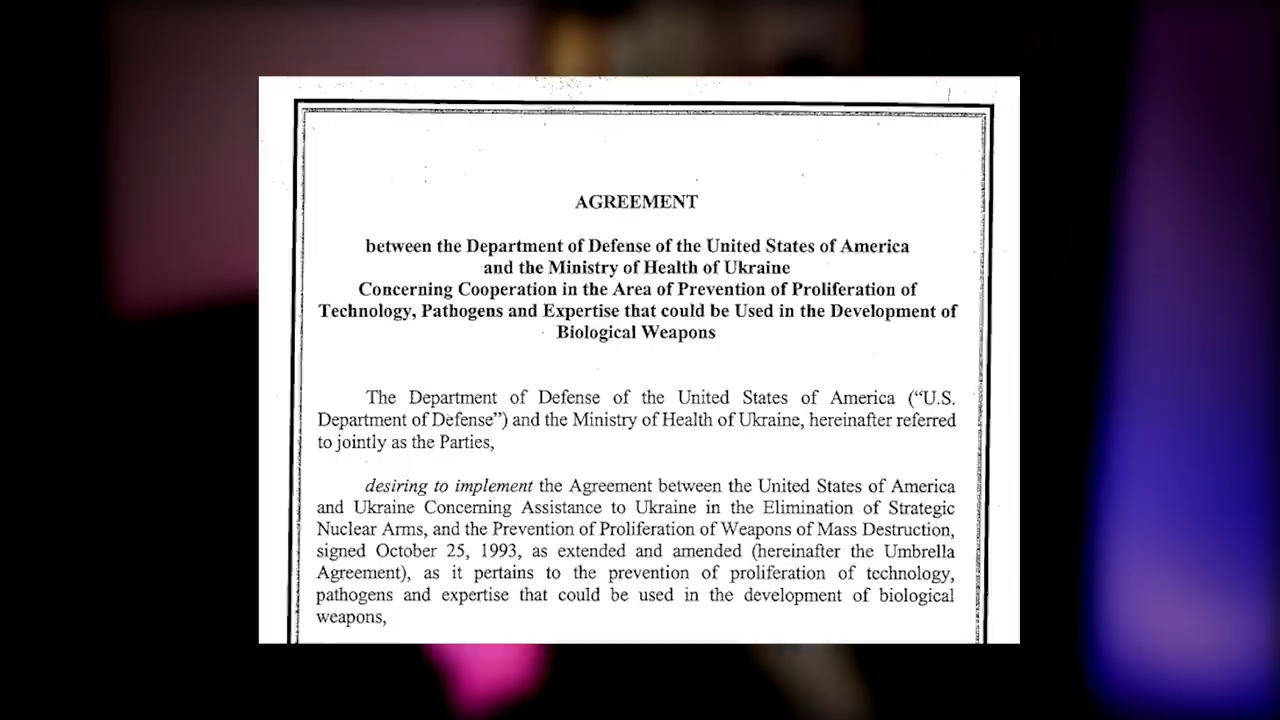 AGREEMENT
between the Department of Defense of the United States of America
and the Ministry of Health of Ukraine
Concerning Cooperation in the Area of Prevention of Proliferation of
Technology, Pathogens and Expertise that could be Used in the Development of
Biological Weapons
The Department of Defense of the United States of America (“U.S.
Department of Defense”) and the Ministry of Health of Ukraine, hereinafter referred
to jointly as the Parties,
desiring to implement the Agreement between the United States of America
and Ukraine Concerning Assistance to Ukraine in the Elimination of Strategic
Nuclear Arms, and the Prevention of Proliferation of Weapons of Mass Destruction,
signed October 25, 1993, as extended and amended (hereinafter the Umbrella
Agreement), as it pertains to the prevention of proliferation of technology,
pathogens and expertise that could be used in the development of biological
weapons,